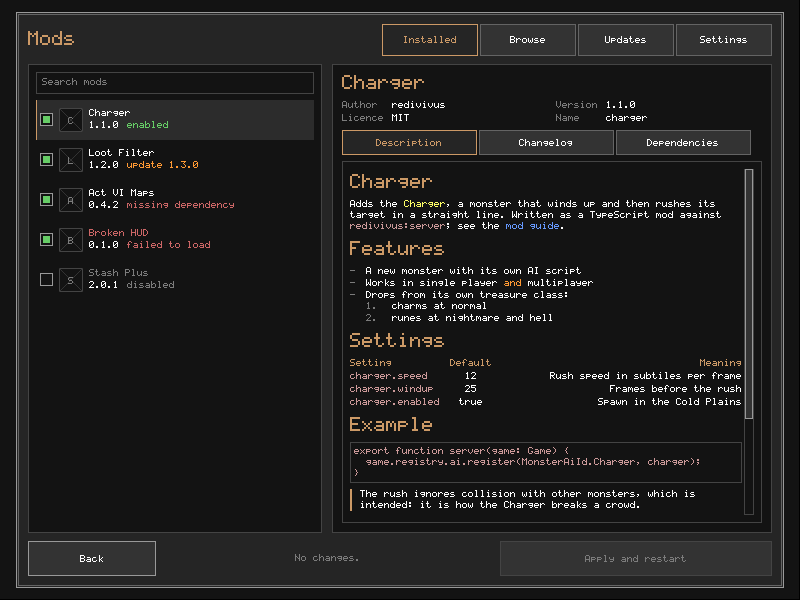 Mods
Installed
Browse
Updates
Settings
Search mods
C
Charger
1.1.0 enabled
L
Loot Filter
1.2.0 update 1.3.0
A
Act VI Maps
0.4.2 missing dependency
B
Broken HUD
0.1.0 failed to load
S
Stash Plus
2.0.1 disabled
Charger
Author redivivus Version 1.1.0
Licence MIT Name charger
Description
Changelog
Dependencies
Charger
Adds the Charger, a monster that winds up and then rushes its
target in a straight line. Written as a TypeScript mod against
redivivus:server; see the mod guide.
Features
- A new monster with its own AI script
- Works in single player and multiplayer
- Drops from its own treasure class:
1. charms at normal
2. runes at nightmare and hell
Settings
Setting Default Meaning
charger.speed 12 Rush speed in subtiles per frame
charger.windup 25 Frames before the rush
charger.enabled true Spawn in the Cold Plains
Example
export function server(game: Game) {
game.registry.ai.register(MonsterAiId.Charger, charger);
}
The rush ignores collision with other monsters, which is
intended: it is how the Charger breaks a crowd.
Back
No changes.
Apply and restart